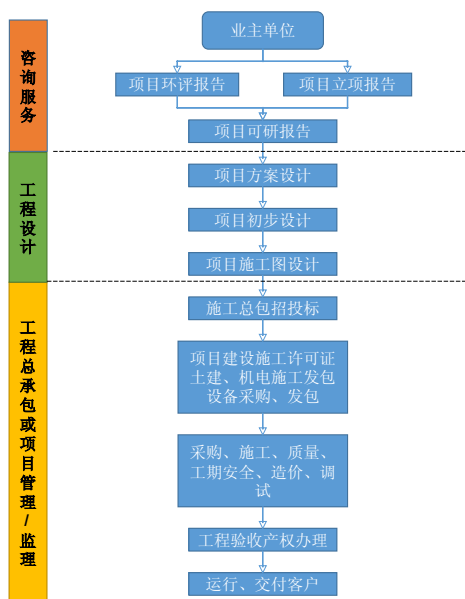 业主单位
咨询服务
项目环评报告
项目立项报告
项目可研报告
工程设计
项目方案设计
项目初步设计
项目施工图设计
工程总承包或项目管理/监理
施工总包招投标
项目建设施工许可证
土建、机电施工发包
设备采购、发包
采购、施工、质量、
工期安全、造价、调
试
工程验收产权办理
运行、交付客户